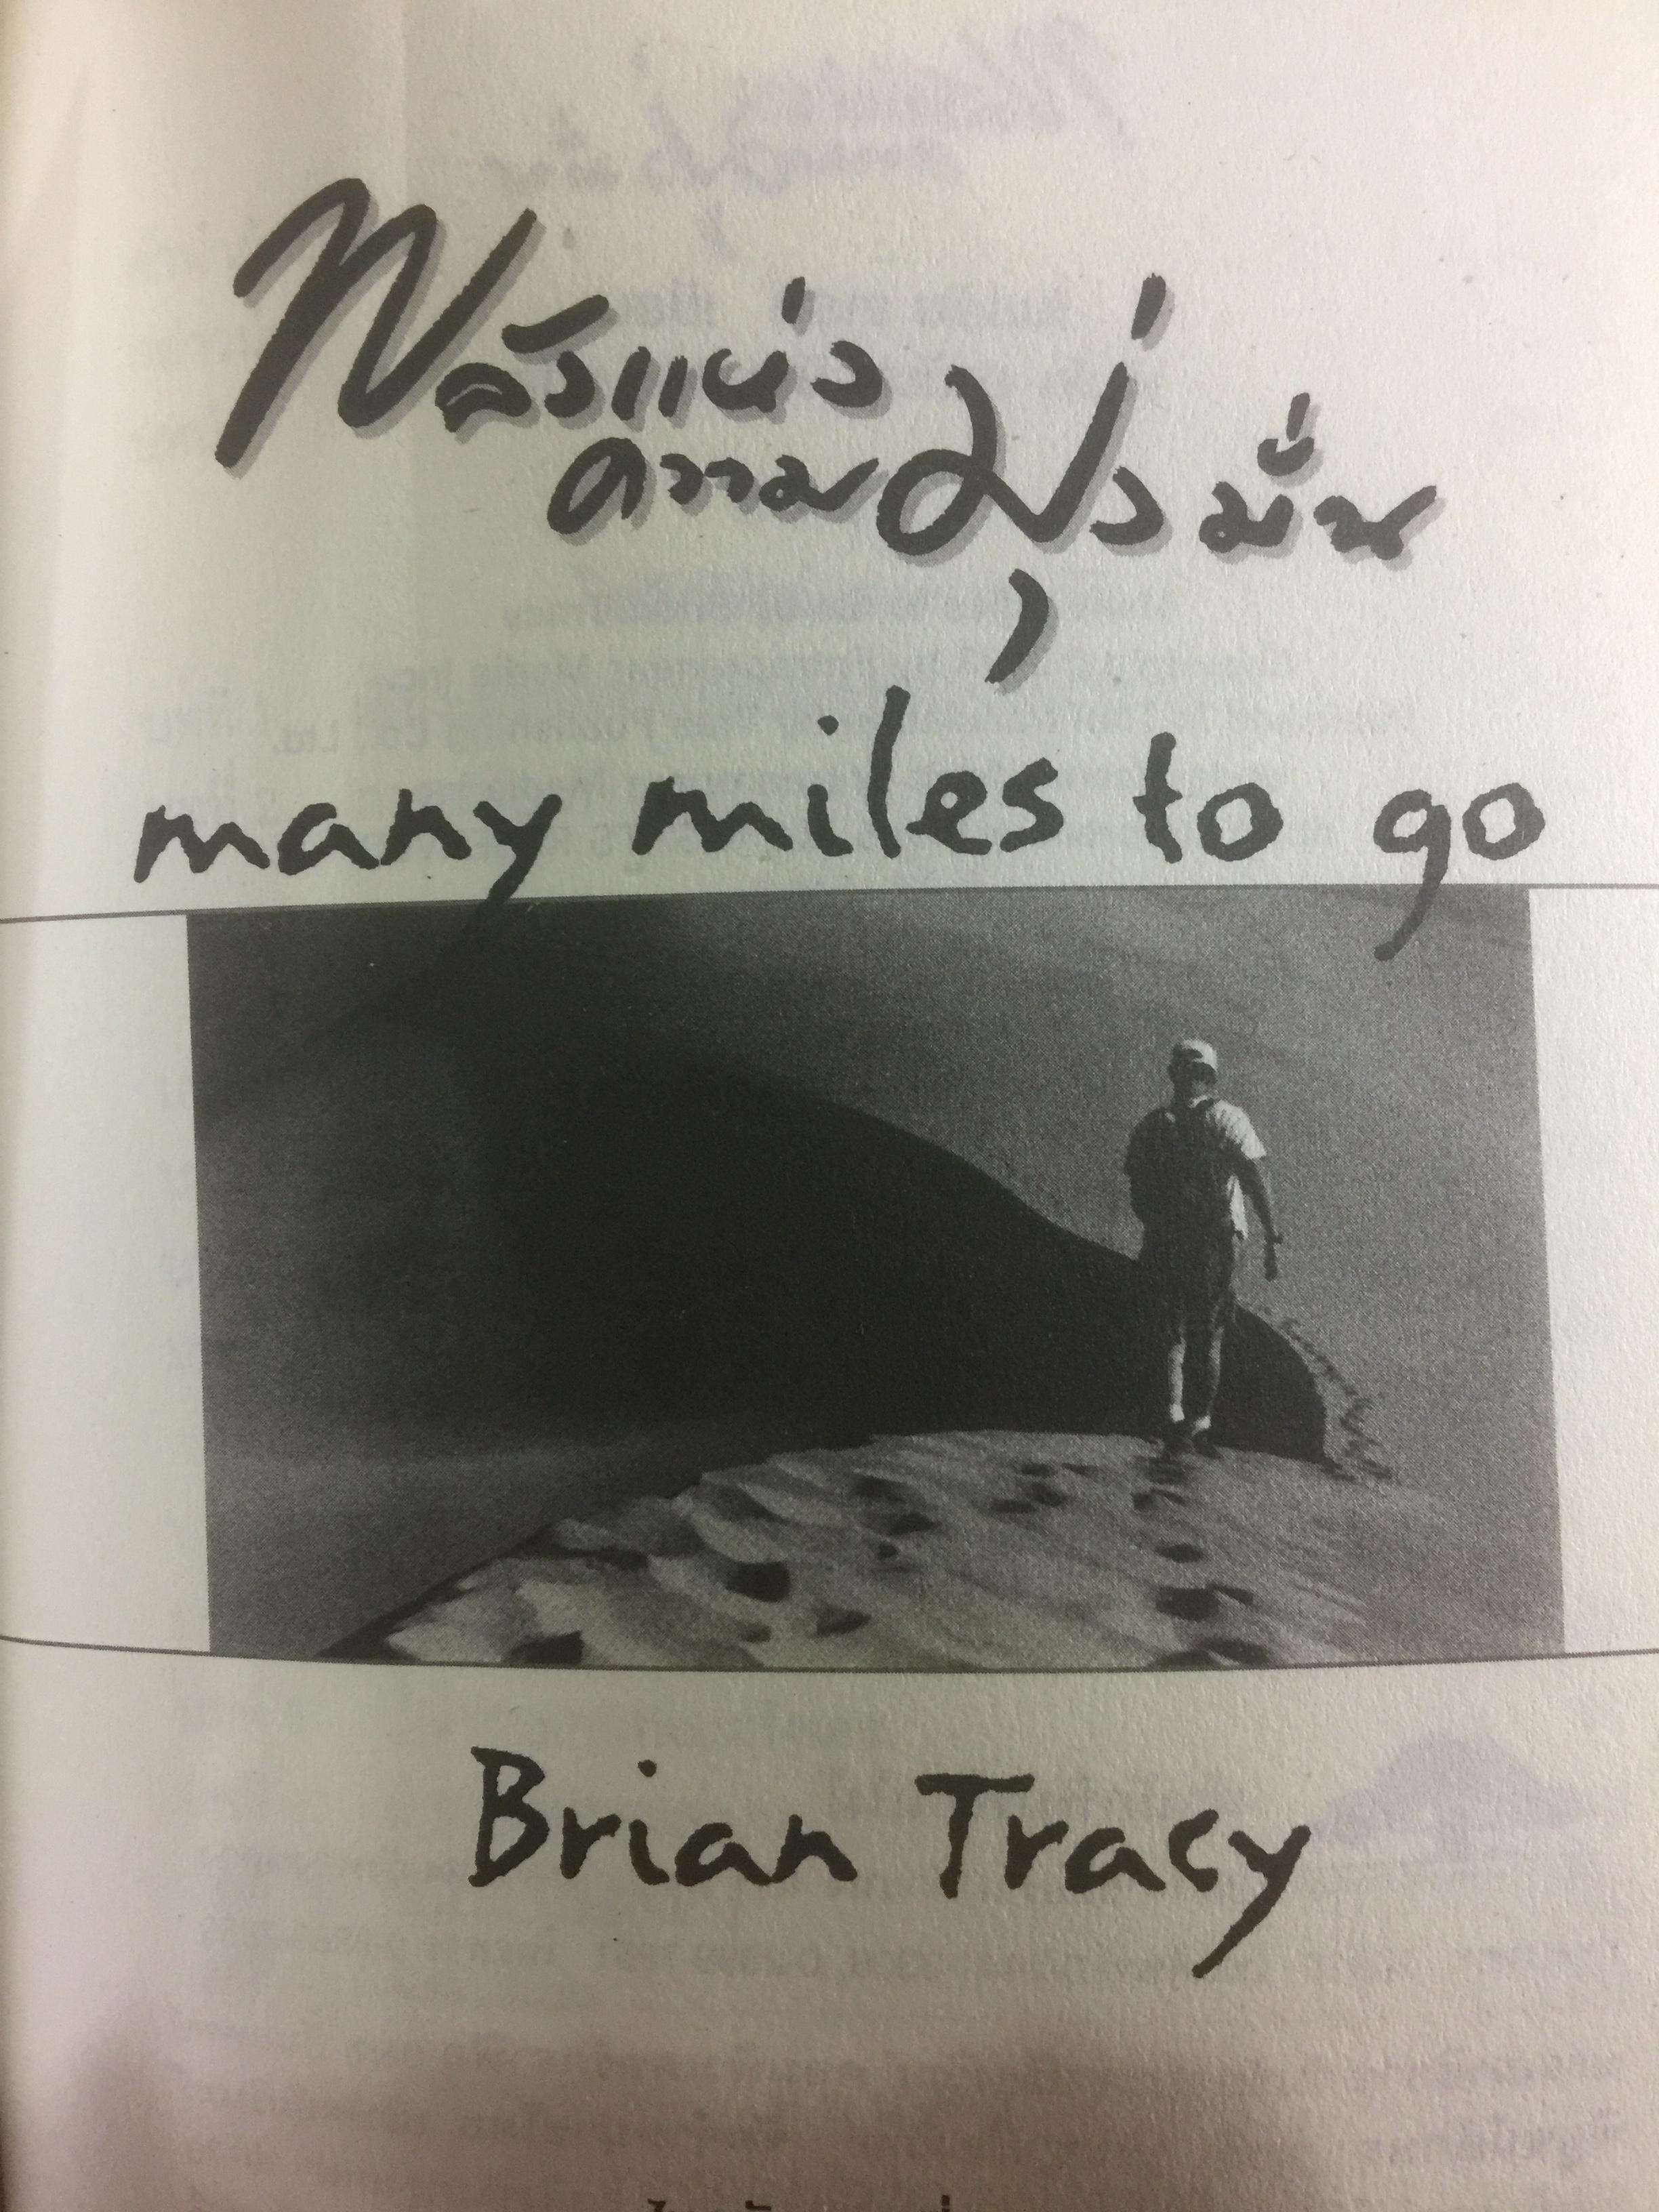 พลังแห่ง
ความมุ่งมั่น
many miles to go
Brian Tracy